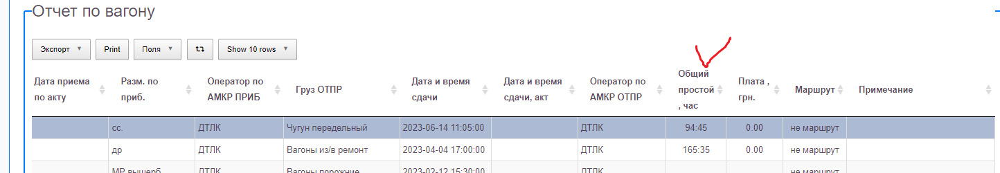 Отчет по вагону
Экспорт Print Поля Show 10 rows
Дата приема по акту Разм. по приб. Оператор по АМКР ПРИБ Груз ОТПР Дата и время сдачи Дата и время сдачи, акт Оператор по АМКР ОТПР Общий простой , час Плата , грн. Маршрут Примечание
сс. ДТЛК Чугун передельный 2023-06-14 11:05:00 ДТЛК 94:45 0.00 не маршрут
др ДТЛК Вагоны из/в ремонт 2023-04-04 17:00:00 ДТЛК 165:35 0.00 не маршрут
МР выщерб ДТЛК Вагоны порожние 2023-02-12 15:30:00 ДТЛК 0.00 не маршрут